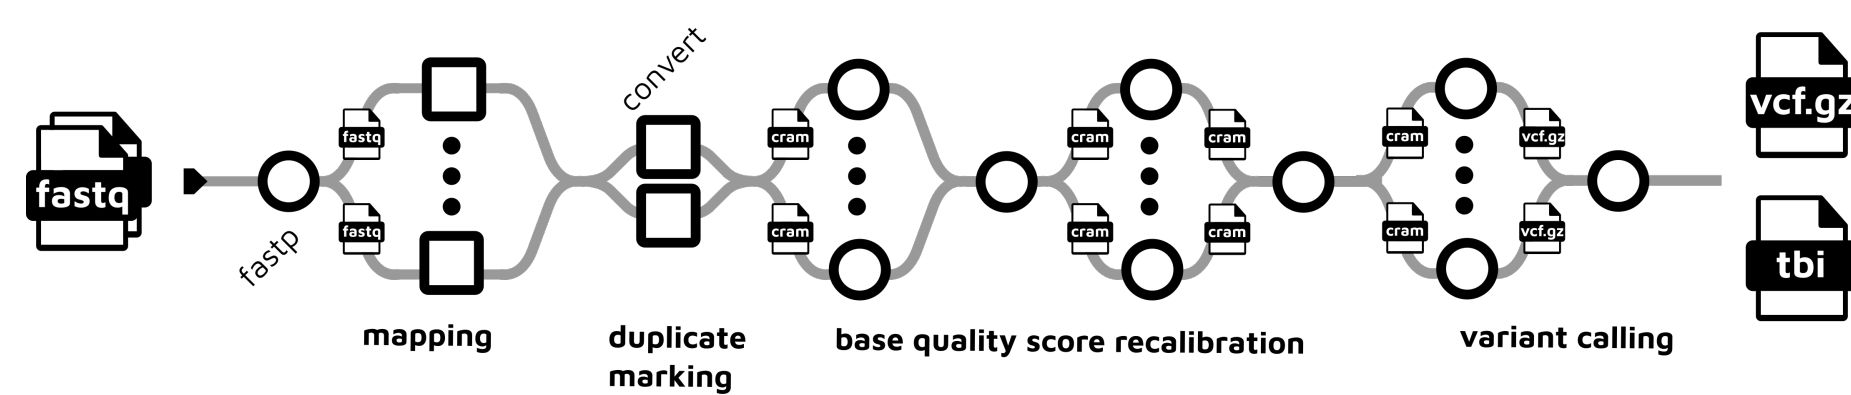 fastq
fastp
fastq
fastq
mapping
convert
duplicate
marking
cram
cram
base quality score recalibration
cram
cram
cram
cram
cram
cram
vcf.gz
vcf.gz
variant calling
vcf.gz
tbi